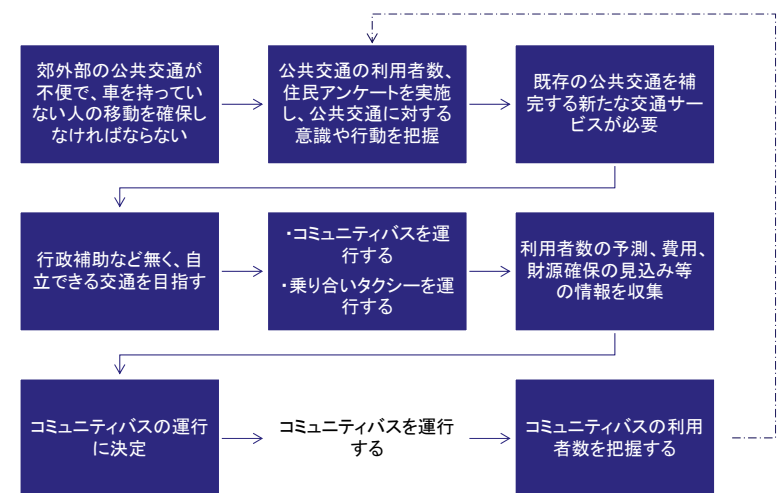 郊外部の公共交通が
不便で、車を持ってい
ない人の移動を確保し
なければならない
公共交通の利用者数、
住民アンケートを実施
し、公共交通に対する
意識や行動を把握
既存の公共交通を補
完する新たな交通サー
ビスが必要
行政補助など無く、自
立できる交通を目指す
・コミュニティバスを運
行する
・乗り合いタクシーを運
行する
利用者数の予測、費用、
財源確保の見込み等
の情報を収集
コミュニティバスの運行
に決定
コミュニティバスを運行
する
コミュニティバスの利用
者数を把握する